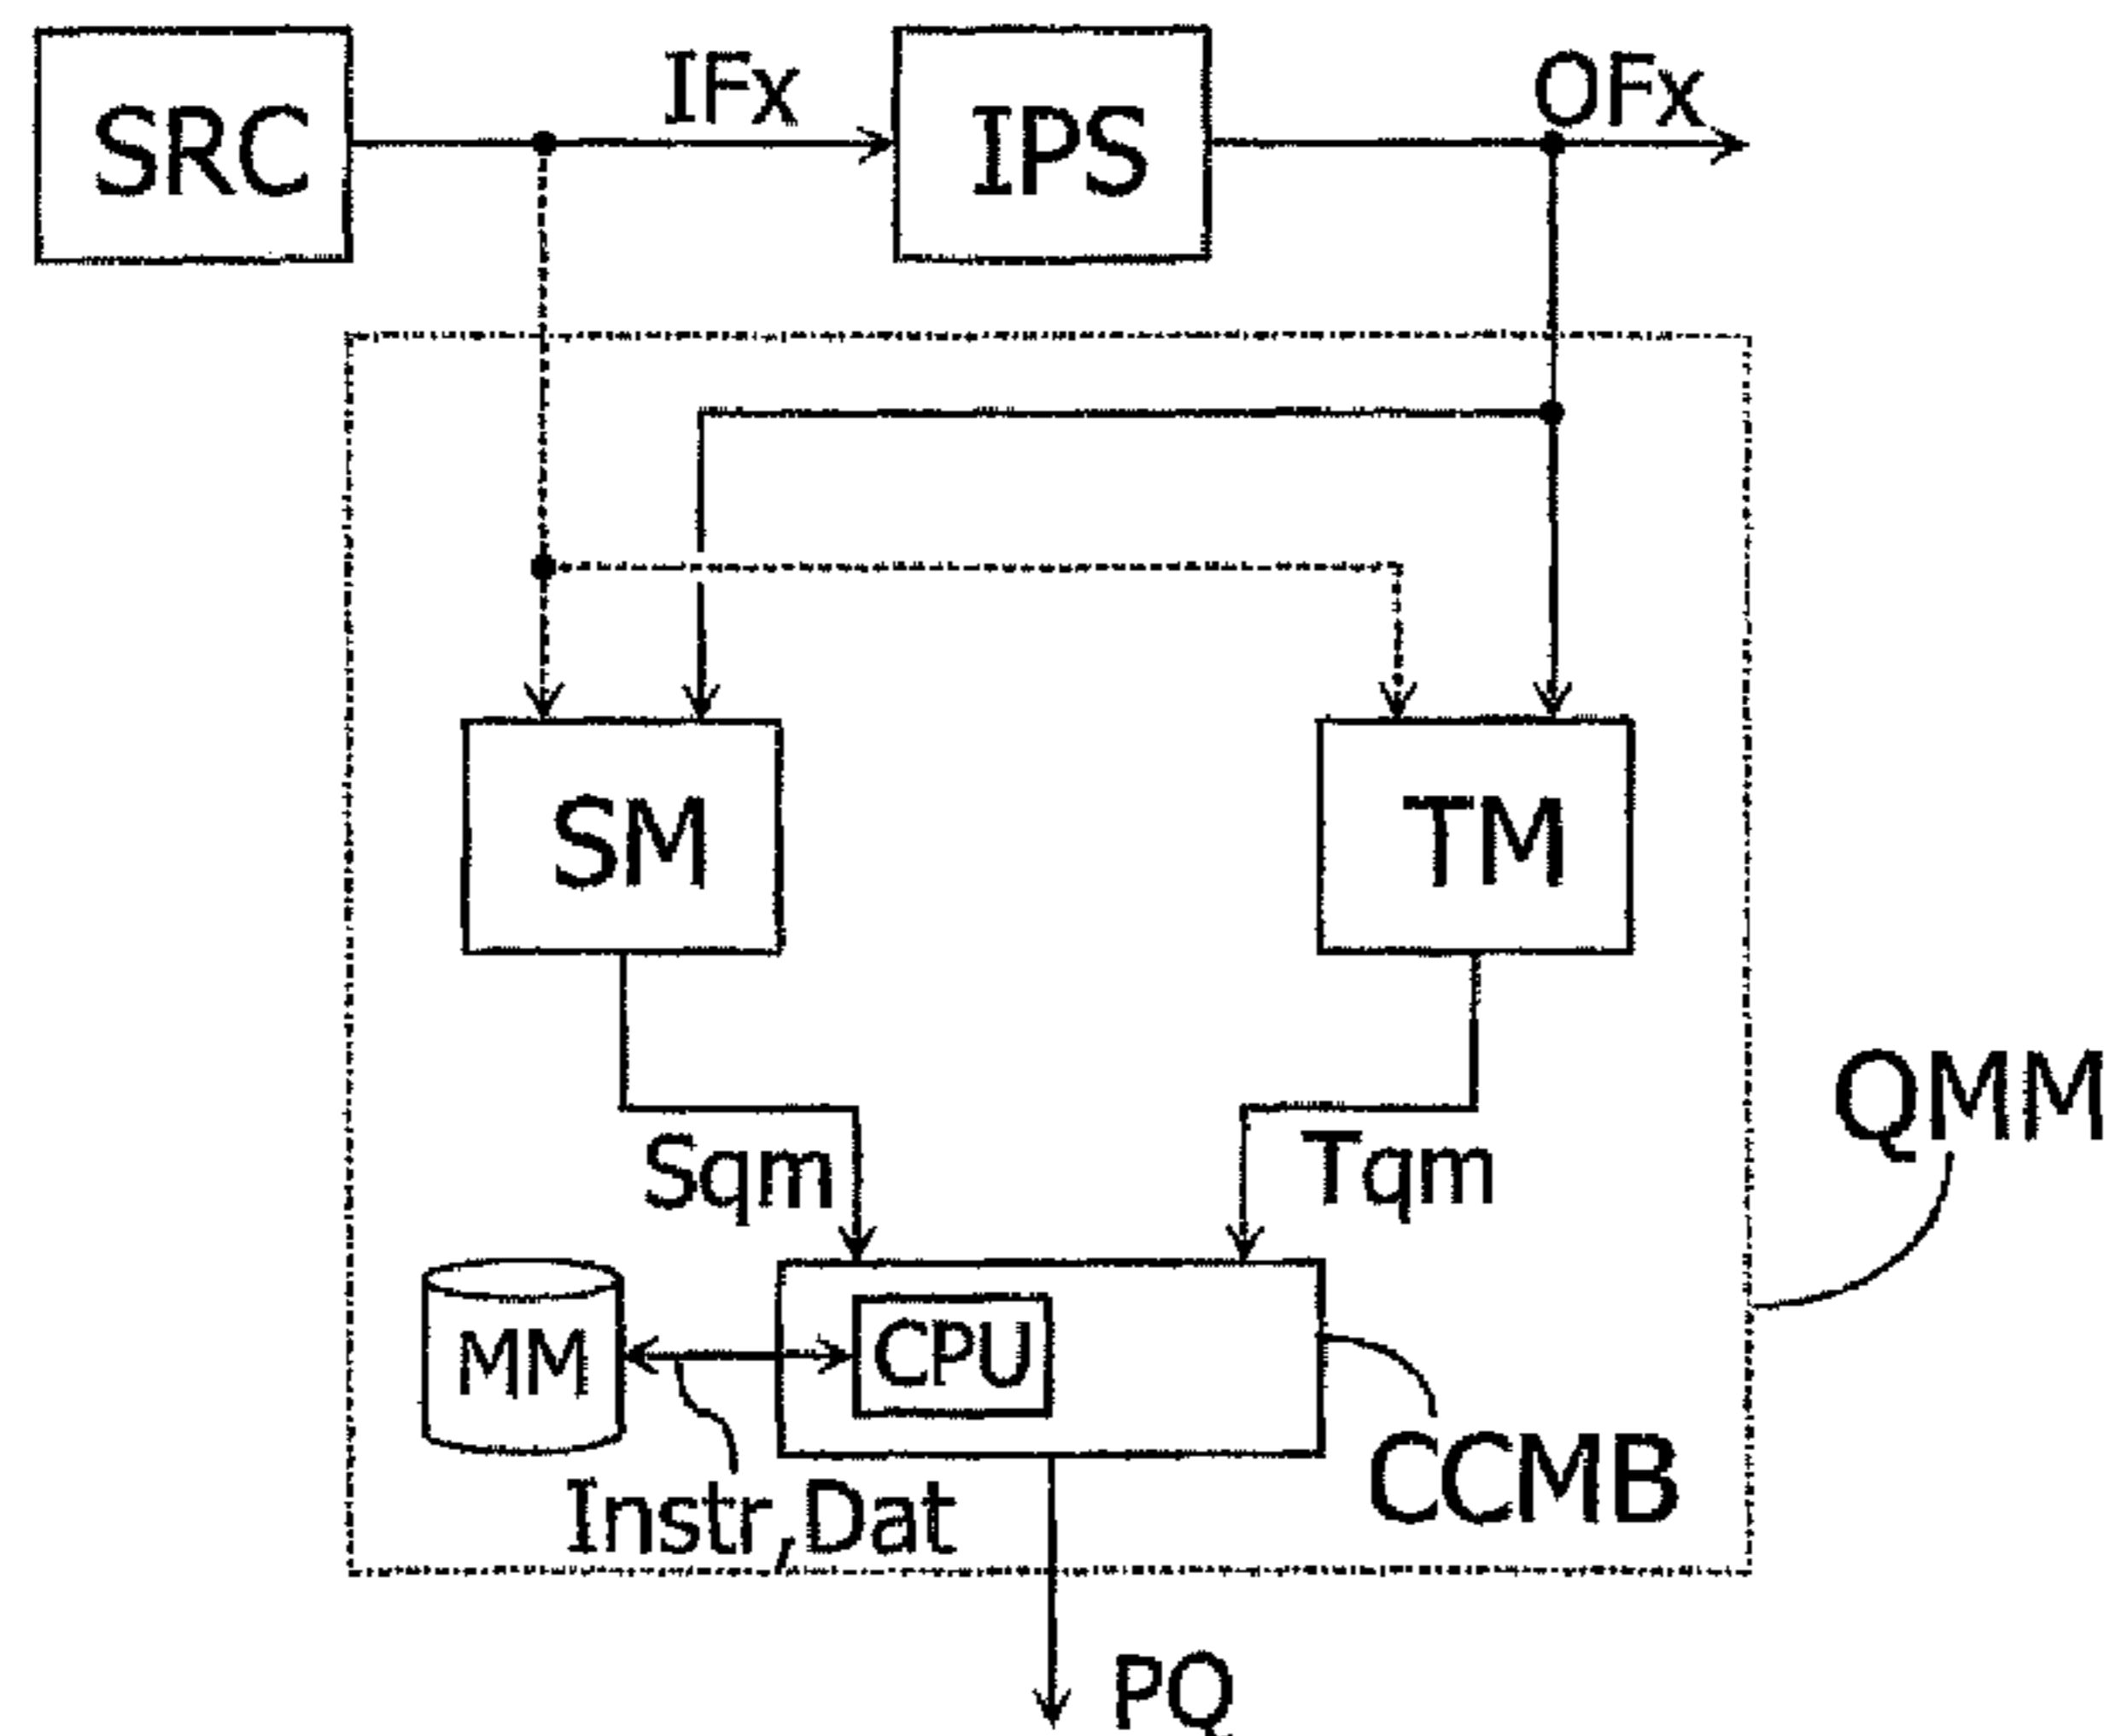 SRC
IFx
IPS
OFx
SM
TM
Sqm
Tqm
QMM
MM
CPU
CCMB
Instr,Dat
PQ